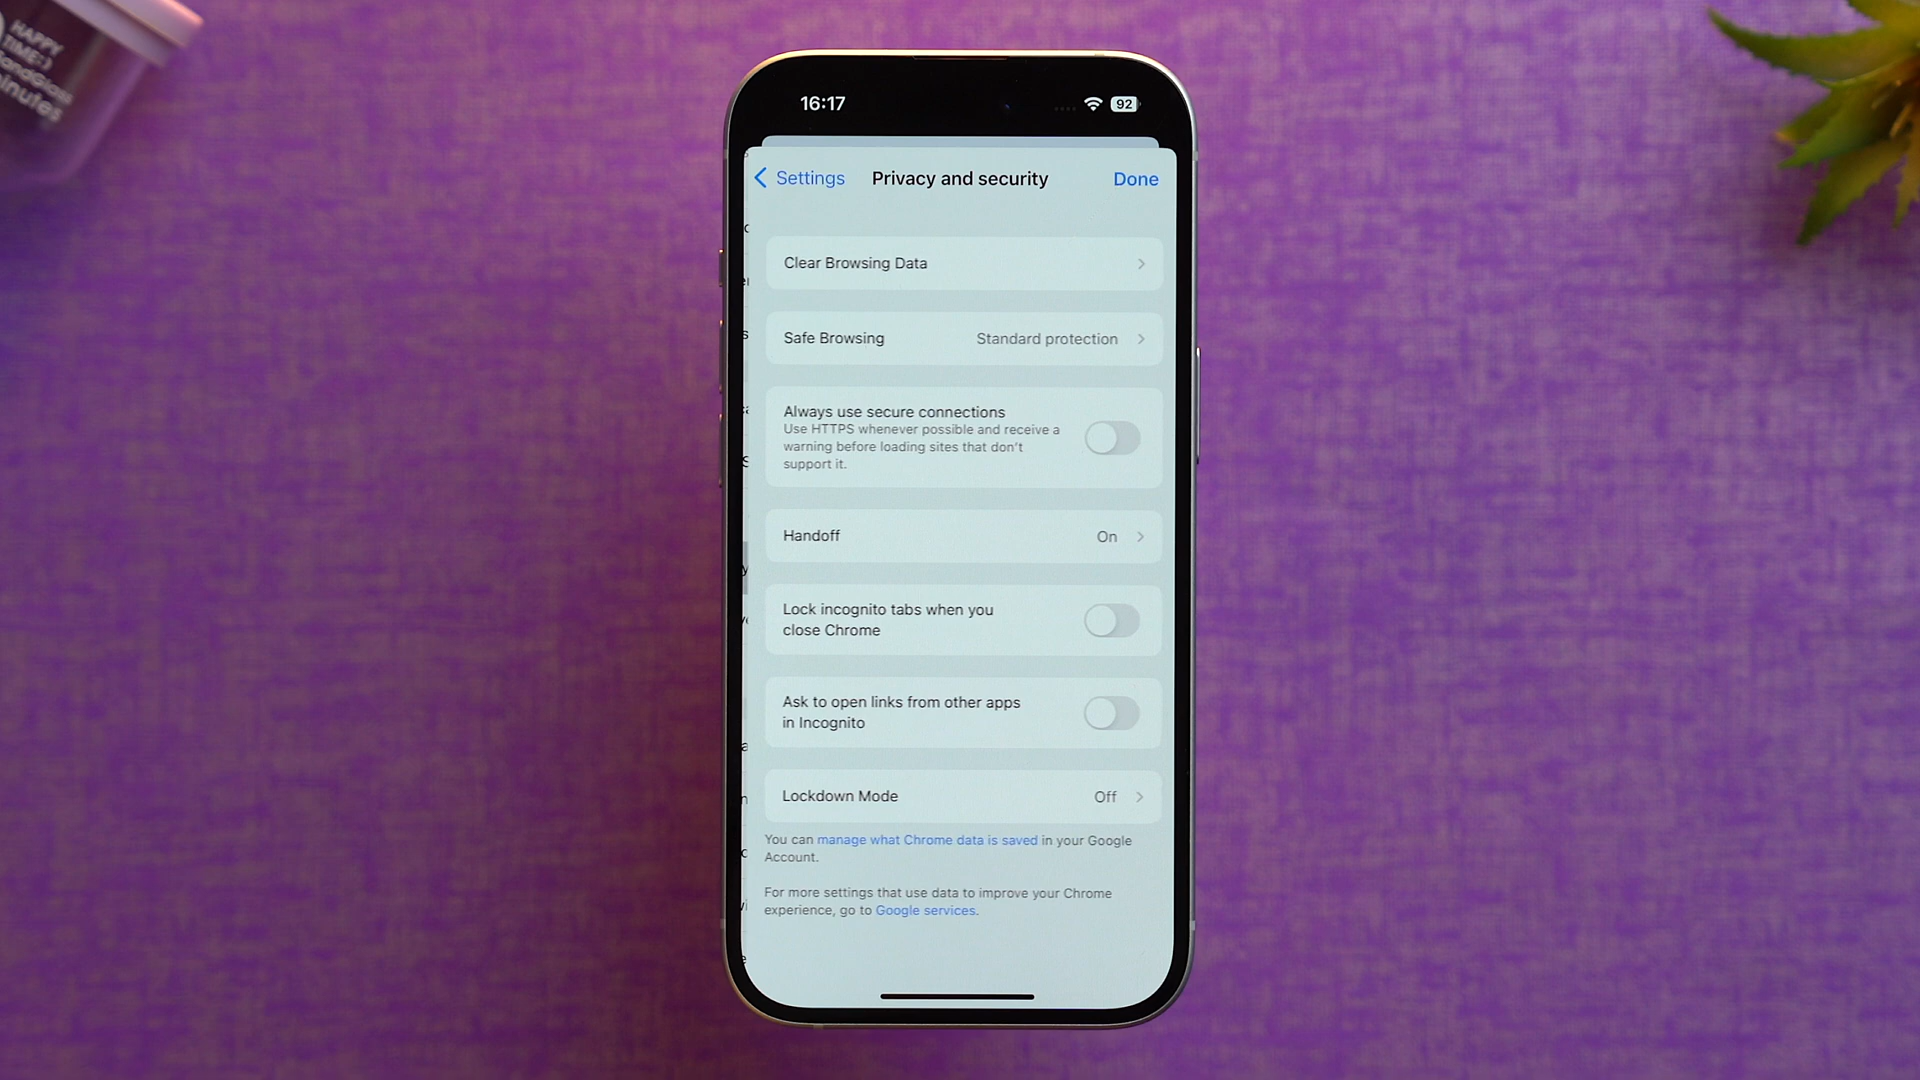 HAPPY
TIME:)
SandGlass
minutes
16:17
92
Settings
Privacy and security
Done
Clear Browsing Data
Safe Browsing
Standard protection
Always use secure connections
Use HTTPS whenever possible and receive a
warning before loading sites that don't
support it.
Handoff
On
Lock incognito tabs when you
close Chrome
Ask to open links from other apps
in Incognito
Lockdown Mode
Off
You can manage what Chrome data is saved in your Google
Account.
For more settings that use data to improve your Chrome
experience, go to Google services.